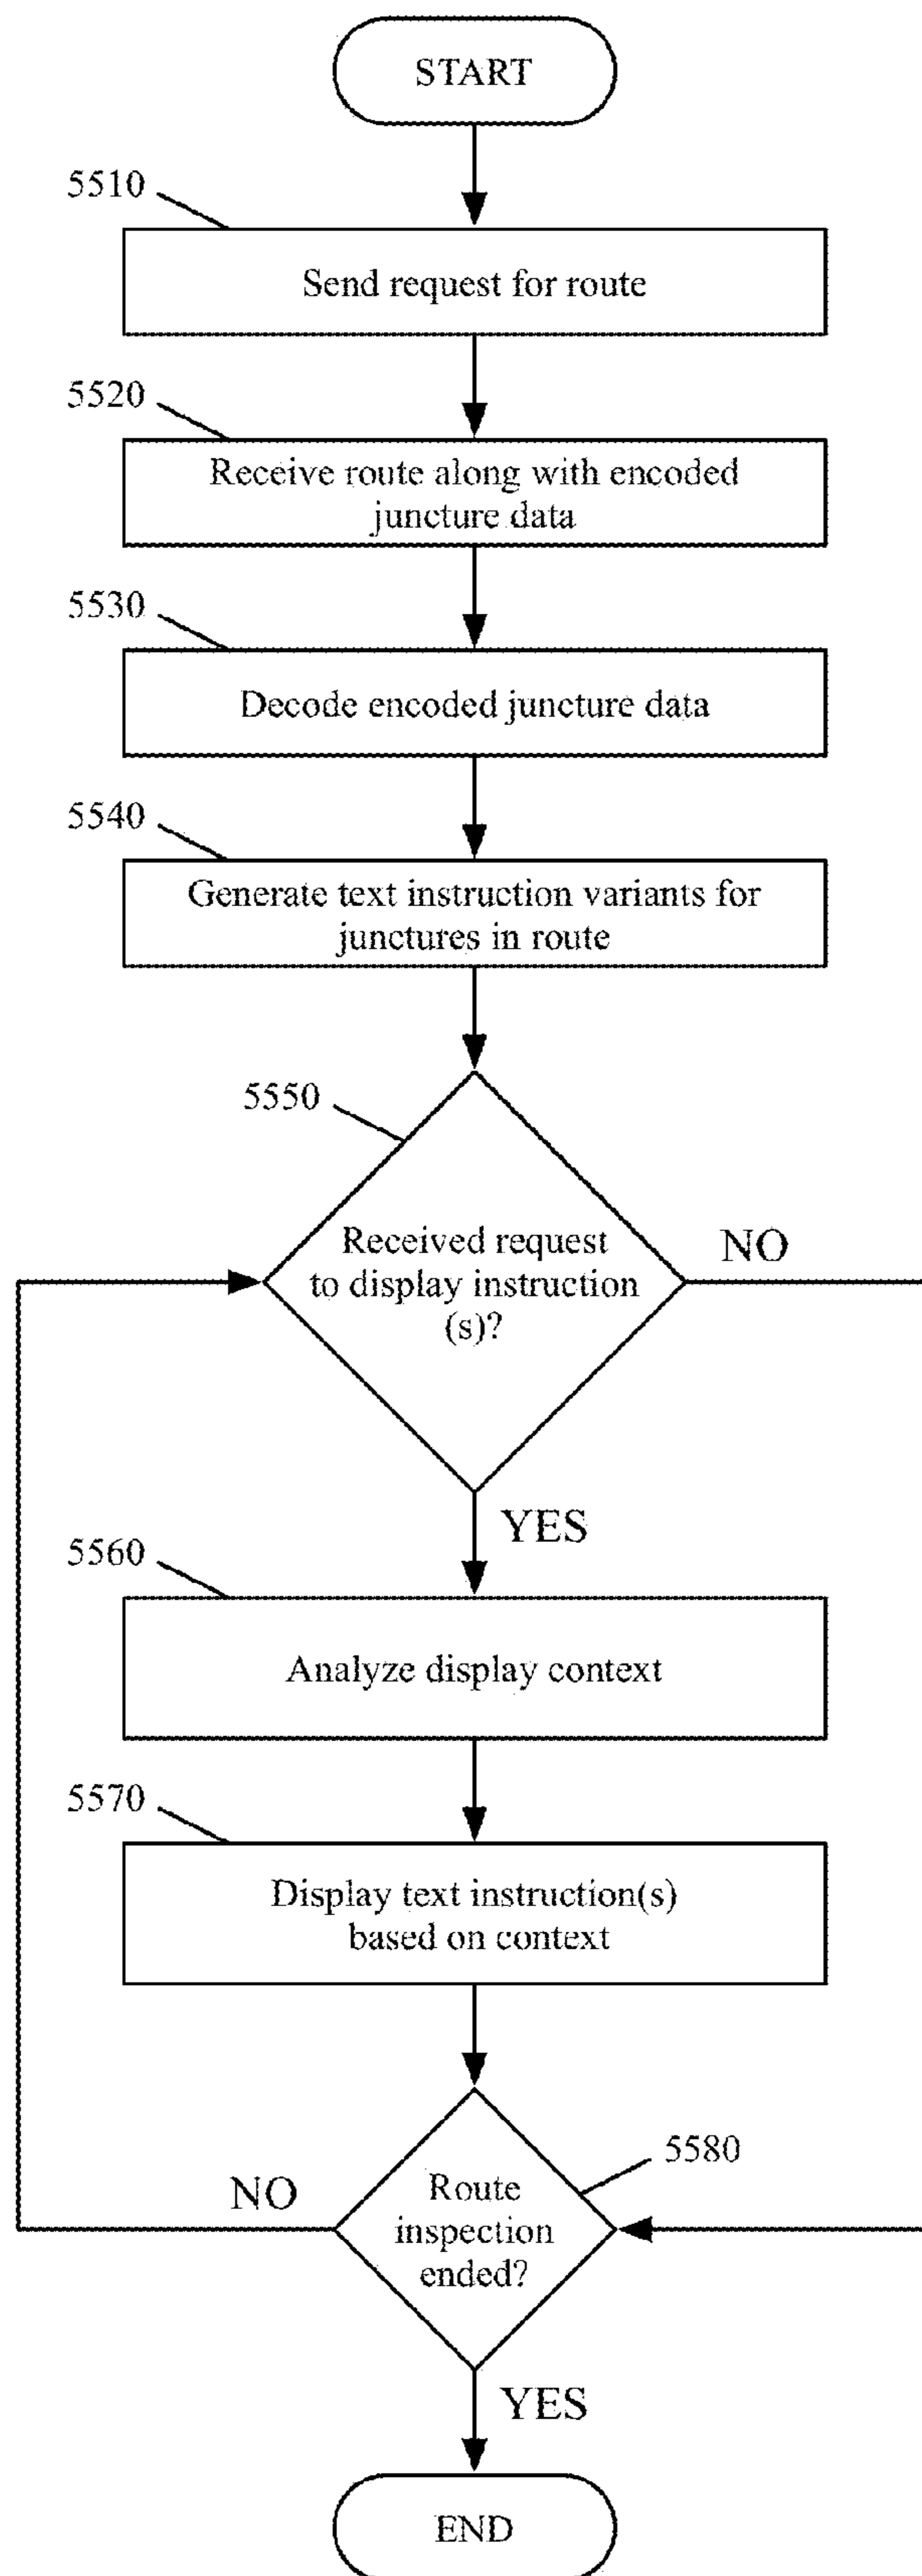 START
5510
Send request for route
5520
Receive route along with encoded
juncture data
5530
Decode encoded juncture data
5540
Generate text instruction variants for
junctures in route
5550
Received request
to display instruction
(s)?
NO
YES
5560
Analyze display context
5570
Display text instruction(s)
based on context
5580
NO
Route
inspection
ended?
YES
END